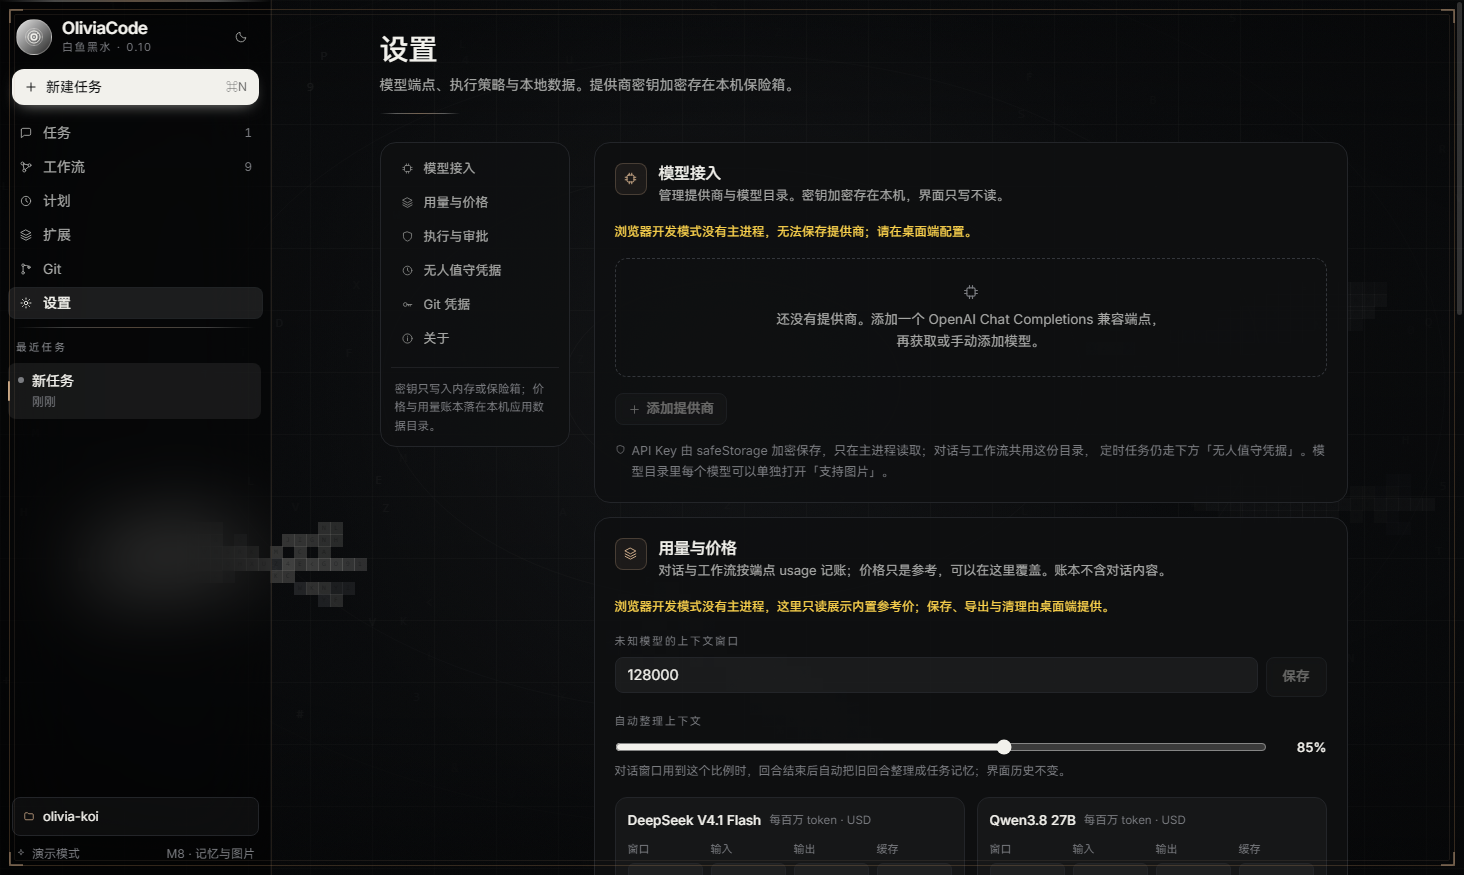 OliviaCode
白鱼黑水 · 0.10
新建任务 ⌘N
任务 1
工作流 9
计划
扩展
Git
设置
最近任务
新任务
刚刚
olivia-koi
演示模式 M8 · 记忆与图片
设置
模型端点、执行策略与本地数据。提供商密钥加密存在本机保险箱。
模型接入
用量与价格
执行与审批
无人值守凭据
Git 凭据
关于
密钥只写入内存或保险箱；价
格与用量账本落在本机应用数
据目录。
模型接入
管理提供商与模型目录。密钥加密存在本机，界面只写不读。
浏览器开发模式没有主进程，无法保存提供商；请在桌面端配置。
还没有提供商。添加一个 OpenAI Chat Completions 兼容端点，
再获取或手动添加模型。
添加提供商
API Key 由 safeStorage 加密保存，只在主进程读取；对话与工作流共用这份目录， 定时任务仍走下方「无人值守凭据」。模
型目录里每个模型可以单独打开「支持图片」。
用量与价格
对话与工作流按端点 usage 记账；价格只是参考，可以在这里覆盖。账本不含对话内容。
浏览器开发模式没有主进程，这里只读展示内置参考价；保存、导出与清理由桌面端提供。
未知模型的上下文窗口
128000 保存
自动整理上下文
85%
对话窗口用到这个比例时，回合结束后自动把旧回合整理成任务记忆；界面历史不变。
DeepSeek V4.1 Flash 每百万 token · USD
窗口 输入 输出 缓存
Qwen3.8 27B 每百万 token · USD
窗口 输入 输出 缓存